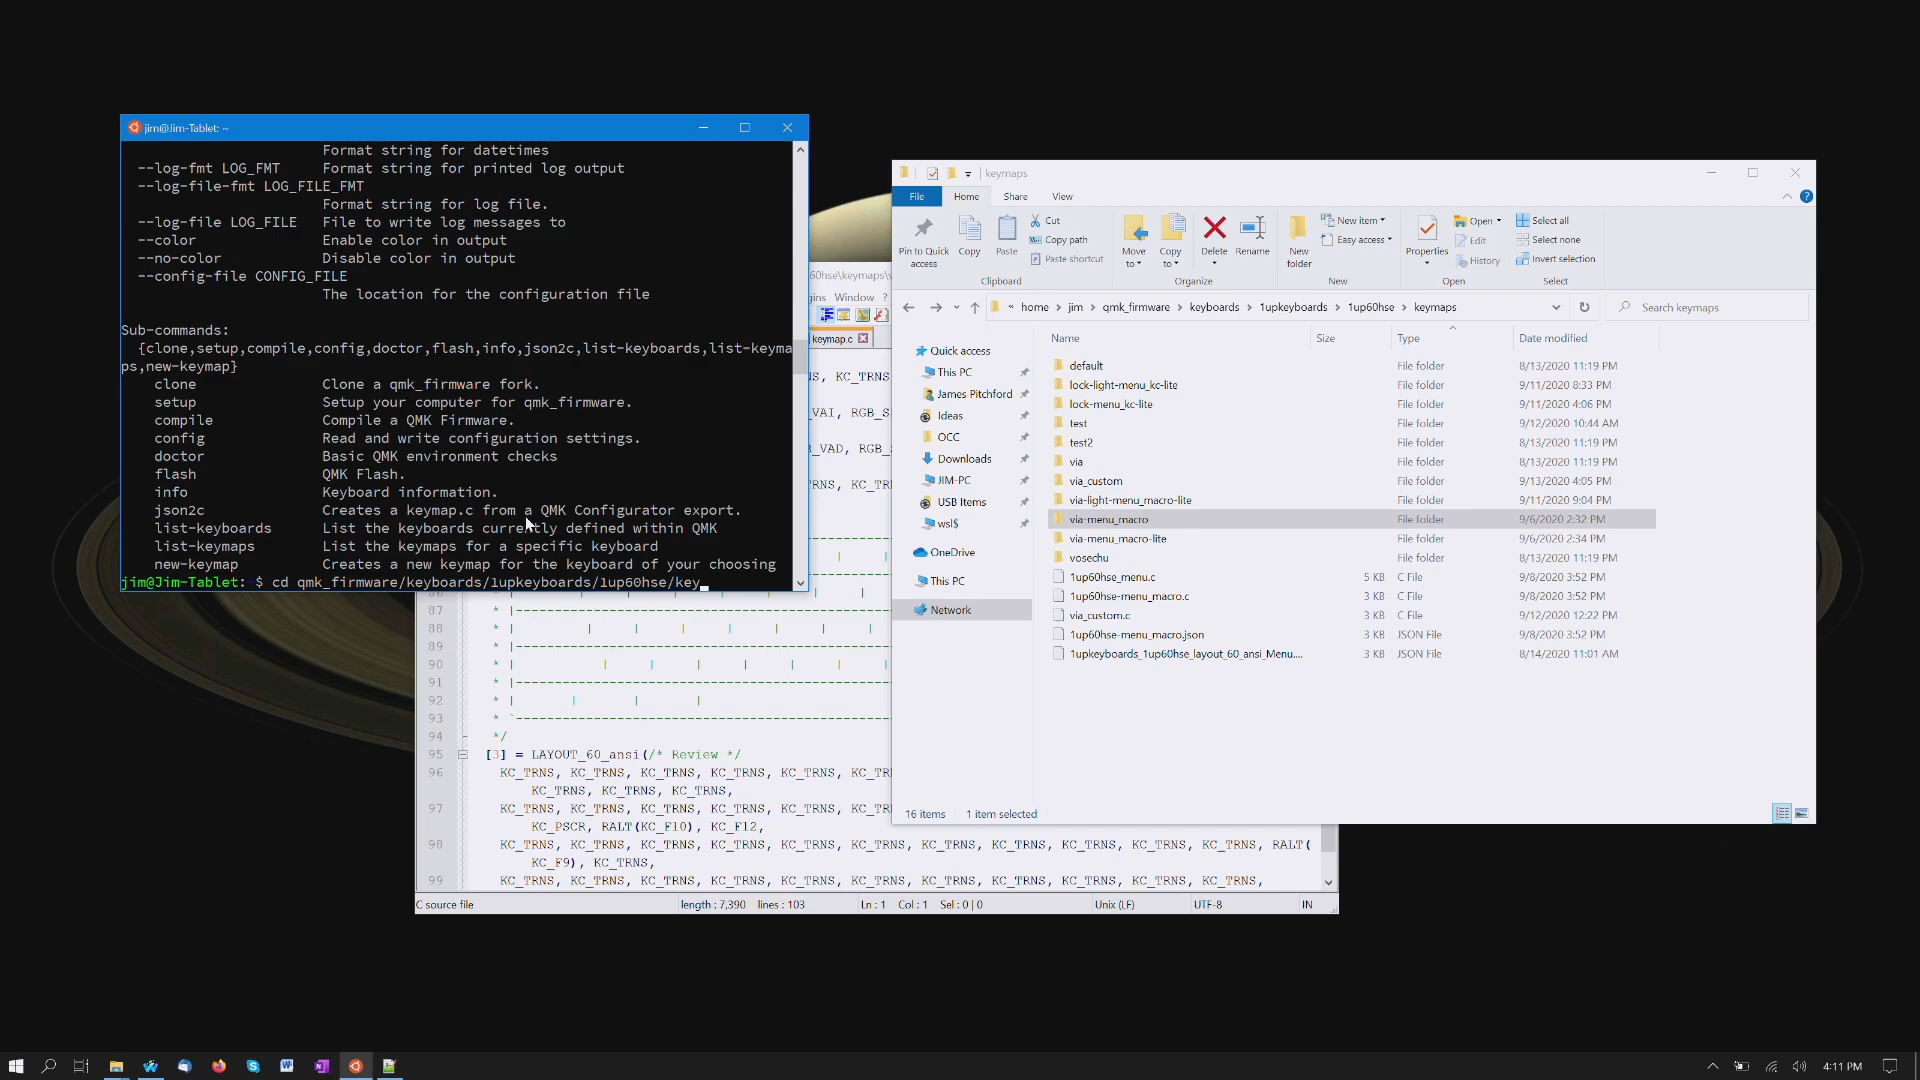 jim@Jim-Tablet: ~
Format string for datetimes
--log-fmt LOG_FMT     Format string for printed log output
--log-file-fmt LOG_FILE_FMT
Format string for log file.
--log-file LOG_FILE   File to write log messages to
--color               Enable color in output
--no-color            Disable color in output
--config-file CONFIG_FILE
The location for the configuration file
Sub-commands:
{clone,setup,compile,config,doctor,flash,info,json2c,list-keyboards,list-keyma
ps,new-keymap}
clone               Clone a qmk_firmware fork.
setup               Setup your computer for qmk_firmware.
compile             Compile a QMK Firmware.
config              Read and write configuration settings.
doctor              Basic QMK environment checks
flash               QMK Flash.
info                Keyboard information.
json2c              Creates a keymap.c from a QMK Configurator export.
list-keyboards      List the keyboards currently defined within QMK
list-keymaps        List the keymaps for a specific keyboard
new-keymap          Creates a new keymap for the keyboard of your choosing
jim@Jim-Tablet:~$ cd qmk_firmware/keyboards/1upkeyboards/1up60hse/key_
keymaps
File Home Share View
Pin to Quick access
Copy
Paste
Cut
Copy path
Paste shortcut
Clipboard
Move to
Copy to
Delete
Rename
Organize
New folder
New item
Easy access
New
Properties
Open
Edit
History
Open
Select all
Select none
Invert selection
Select
« home > jim > qmk_firmware > keyboards > 1upkeyboards > 1up60hse > keymaps
Search keymaps
Quick access
This PC
James Pitchford
Ideas
OCC
Downloads
JIM-PC
USB Items
wsl$
OneDrive
This PC
Network
Name Size Type Date modified
default File folder 8/13/2020 11:19 PM
lock-light-menu_kc-lite File folder 9/11/2020 8:33 PM
lock-menu_kc-lite File folder 9/11/2020 4:06 PM
test File folder 9/12/2020 10:44 AM
test2 File folder 8/13/2020 11:19 PM
via File folder 8/13/2020 11:19 PM
via_custom File folder 9/13/2020 4:05 PM
via-light-menu_macro-lite File folder 9/11/2020 9:04 PM
via-menu_macro File folder 9/6/2020 2:32 PM
via-menu_macro-lite File folder 9/6/2020 2:34 PM
vosechu File folder 8/13/2020 11:19 PM
1up60hse_menu.c 5 KB C File 9/8/2020 3:52 PM
1up60hse-menu_macro.c 3 KB C File 9/8/2020 3:52 PM
via_custom.c 3 KB C File 9/12/2020 12:22 PM
1up60hse-menu_macro.json 3 KB JSON File 9/8/2020 3:52 PM
1upkeyboards_1up60hse_layout_60_ansi_Menu.... 3 KB JSON File 8/14/2020 11:01 AM
16 items 1 item selected
60hse\keymaps\
gins Window ?
keymap.c
NS, KC_TRNS
_VAI, RGB_S
B_VAD, RGB_S
RNS, KC_TRN
87 * |-----------------------------------------
88 * |
89 * |-----------------------------------------
90 * |
91 * |-----------------------------------------
92 * |
93 * `-----------------------------------------
94 */
95 [3] = LAYOUT_60_ansi(/* Review */
96 KC_TRNS, KC_TRNS, KC_TRNS, KC_TRNS, KC_TRNS, KC_TRN
KC_TRNS, KC_TRNS, KC_TRNS,
97 KC_TRNS, KC_TRNS, KC_TRNS, KC_TRNS, KC_TRNS, KC_TRN
KC_PSCR, RALT(KC_F10), KC_F12,
98 KC_TRNS, KC_TRNS, KC_TRNS, KC_TRNS, KC_TRNS, KC_TRNS, KC_TRNS, KC_TRNS, KC_TRNS, KC_TRNS, KC_TRNS, RALT(
KC_F9), KC_TRNS,
99 KC_TRNS, KC_TRNS, KC_TRNS, KC_TRNS, KC_TRNS, KC_TRNS, KC_TRNS, KC_TRNS, KC_TRNS, KC_TRNS, KC_TRNS,
C source file length : 7,390 lines : 103 Ln : 1 Col : 1 Sel : 0 | 0 Unix (LF) UTF-8 IN
4:11 PM